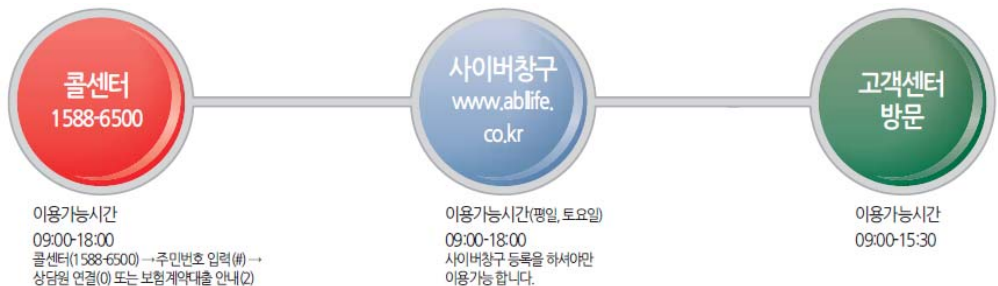 콜센터
1588-6500
사이버창구
www.abllife.
co.kr
고객센터
방문
이용가능시간
09:00-18:00
콜센터(1588-6500) →주민번호 입력(#) →
상담원 연결(0) 또는 보험계약대출 안내(2)
이용가능시간(평일, 토요일)
09:00-18:00
사이버창구 등록을 하셔야만
이용가능 합니다.
이용가능시간
09:00-15:30